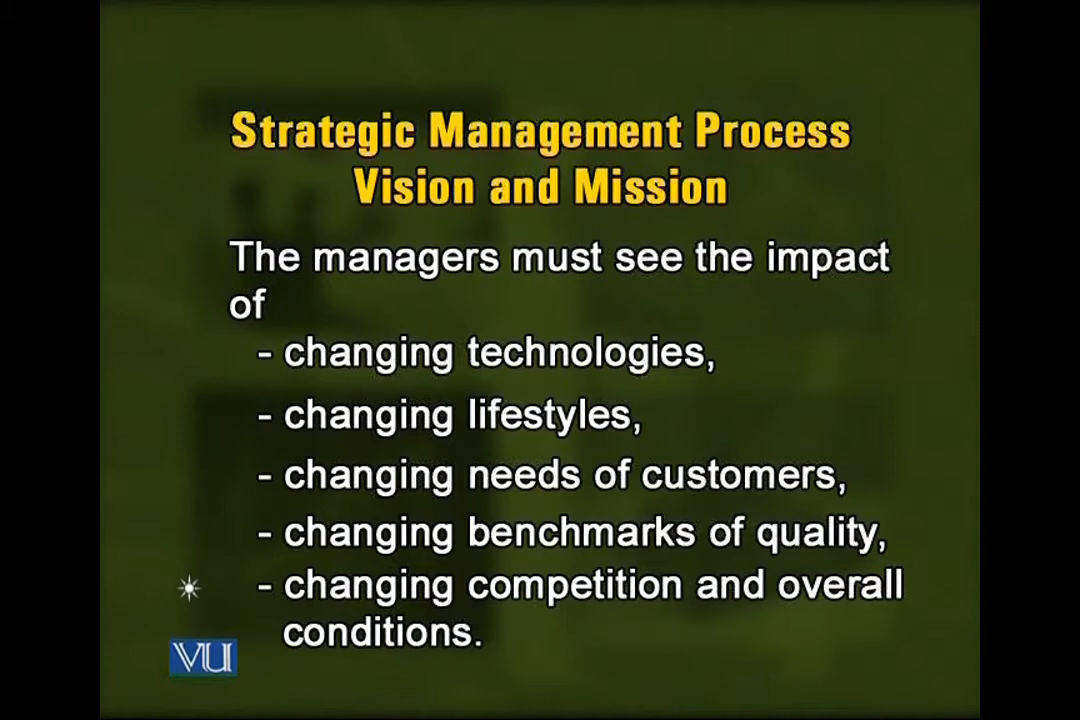 Strategic Management Process
Vision and Mission
The managers must see the impact
of
- changing technologies,
- changing lifestyles,
- changing needs of customers,
- changing benchmarks of quality,
- changing competition and overall
conditions.
VU